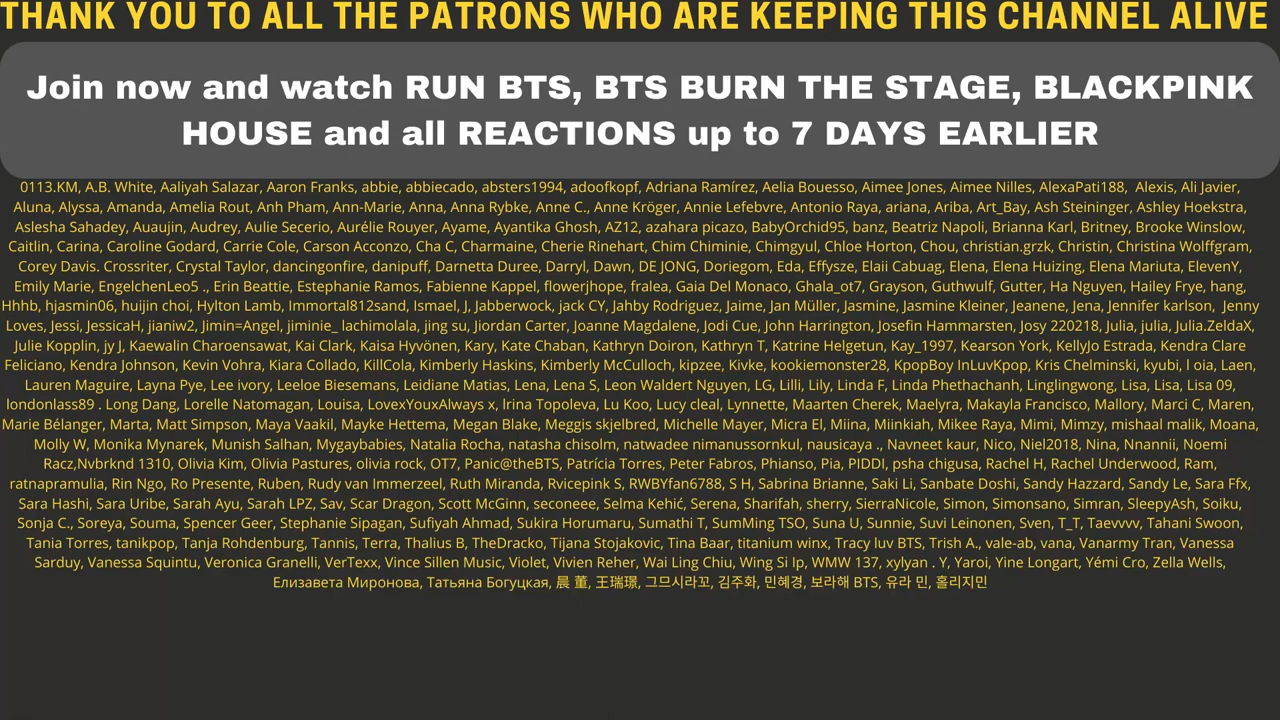 THANK YOU TO ALL THE PATRONS WHO ARE KEEPING THIS CHANNEL ALIVE
Join now and watch RUN BTS, BTS BURN THE STAGE, BLACKPINK
HOUSE and all REACTIONS up to 7 DAYS EARLIER
0113.KM, A.B. White, Aaliyah Salazar, Aaron Franks, abbie, abbiecado, absters1994, adoofkopf, Adriana Ramírez, Aelia Bouesso, Aimee Jones, Aimee Nilles, AlexaPati188, Alexis, Ali Javier,
Aluna, Alyssa, Amanda, Amelia Rout, Anh Pham, Ann-Marie, Anna, Anna Rybke, Anne C., Anne Kröger, Annie Lefebvre, Antonio Raya, ariana, Ariba, Art_Bay, Ash Steininger, Ashley Hoekstra,
Aslesha Sahadey, Auaujin, Audrey, Aulie Secerio, Aurélie Rouyer, Ayame, Ayantika Ghosh, AZ12, azahara picazo, BabyOrchid95, banz, Beatriz Napoli, Brianna Karl, Britney, Brooke Winslow,
Caitlin, Carina, Caroline Godard, Carrie Cole, Carson Acconzo, Cha C, Charmaine, Cherie Rinehart, Chim Chiminie, Chimgyul, Chloe Horton, Chou, christian.grzk, Christin, Christina Wolffgram,
Corey Davis. Crossriter, Crystal Taylor, dancingonfire, danipuff, Darnetta Duree, Darryl, Dawn, DE JONG, Doriegom, Eda, Effysze, Elaii Cabuag, Elena, Elena Huizing, Elena Mariuta, ElevenY,
Emily Marie, EngelchenLeo5 ., Erin Beattie, Estephanie Ramos, Fabienne Kappel, flowerjhope, fralea, Gaia Del Monaco, Ghala_ot7, Grayson, Guthwulf, Gutter, Ha Nguyen, Hailey Frye, hang,
Hhhb, hjasmin06, huijin choi, Hylton Lamb, Immortal812sand, Ismael, J, Jabberwock, jack CY, Jahby Rodriguez, Jaime, Jan Müller, Jasmine, Jasmine Kleiner, Jeanene, Jena, Jennifer karlson, Jenny
Loves, Jessi, JessicaH, jianiw2, Jimin=Angel, jiminie_ lachimolala, jing su, Jiordan Carter, Joanne Magdalene, Jodi Cue, John Harrington, Josefin Hammarsten, Josy 220218, Julia, julia, Julia.ZeldaX,
Julie Kopplin, jy J, Kaewalin Charoensawat, Kai Clark, Kaisa Hyvönen, Kary, Kate Chaban, Kathryn Doiron, Kathryn T, Katrine Helgetun, Kay_1997, Kearson York, KellyJo Estrada, Kendra Clare
Feliciano, Kendra Johnson, Kevin Vohra, Kiara Collado, KillCola, Kimberly Haskins, Kimberly McCulloch, kipzee, Kivke, kookiemonster28, KpopBoy InLuvKpop, Kris Chelminski, kyubi, l oia, Laen,
Lauren Maguire, Layna Pye, Lee ivory, Leeloe Biesemans, Leidiane Matias, Lena, Lena S, Leon Waldert Nguyen, LG, Lilli, Lily, Linda F, Linda Phethachanh, Linglingwong, Lisa, Lisa, Lisa 09,
londonlass89 . Long Dang, Lorelle Natomagan, Louisa, LovexYouxAlways x, lrina Topoleva, Lu Koo, Lucy cleal, Lynnette, Maarten Cherek, Maelyra, Makayla Francisco, Mallory, Marci C, Maren,
Marie Bélanger, Marta, Matt Simpson, Maya Vaakil, Mayke Hettema, Megan Blake, Meggis skjelbred, Michelle Mayer, Micra El, Miina, Miinkiah, Mikee Raya, Mimi, Mimzy, mishaal malik, Moana,
Molly W, Monika Mynarek, Munish Salhan, Mygaybabies, Natalia Rocha, natasha chisolm, natwadee nimanussornkul, nausicaya ., Navneet kaur, Nico, Niel2018, Nina, Nnannii, Noemi
Racz,Nvbrknd 1310, Olivia Kim, Olivia Pastures, olivia rock, OT7, Panic@theBTS, Patrícia Torres, Peter Fabros, Phianso, Pia, PIDDI, psha chigusa, Rachel H, Rachel Underwood, Ram,
ratnapramulia, Rin Ngo, Ro Presente, Ruben, Rudy van Immerzeel, Ruth Miranda, Rvicepink S, RWBYfan6788, S H, Sabrina Brianne, Saki Li, Sanbate Doshi, Sandy Hazzard, Sandy Le, Sara Ffx,
Sara Hashi, Sara Uribe, Sarah Ayu, Sarah LPZ, Sav, Scar Dragon, Scott McGinn, seconeee, Selma Kehić, Serena, Sharifah, sherry, SierraNicole, Simon, Simonsano, Simran, SleepyAsh, Soiku,
Sonja C., Soreya, Souma, Spencer Geer, Stephanie Sipagan, Sufiyah Ahmad, Sukira Horumaru, Sumathi T, SumMing TSO, Suna U, Sunnie, Suvi Leinonen, Sven, T_T, Taevvvv, Tahani Swoon,
Tania Torres, tanikpop, Tanja Rohdenburg, Tannis, Terra, Thalius B, TheDracko, Tijana Stojakovic, Tina Baar, titanium winx, Tracy luv BTS, Trish A., vale-ab, vana, Vanarmy Tran, Vanessa
Sarduy, Vanessa Squintu, Veronica Granelli, VerTexx, Vince Sillen Music, Violet, Vivien Reher, Wai Ling Chiu, Wing Si Ip, WMW 137, xylyan . Y, Yaroi, Yine Longart, Yémi Cro, Zella Wells,
Елизавета Миронова, Татьяна Богуцкая, 晨 董, 王瑞璟, 그므시라꼬, 김주화, 민혜경, 보라해 BTS, 유라 민, 홀리지민